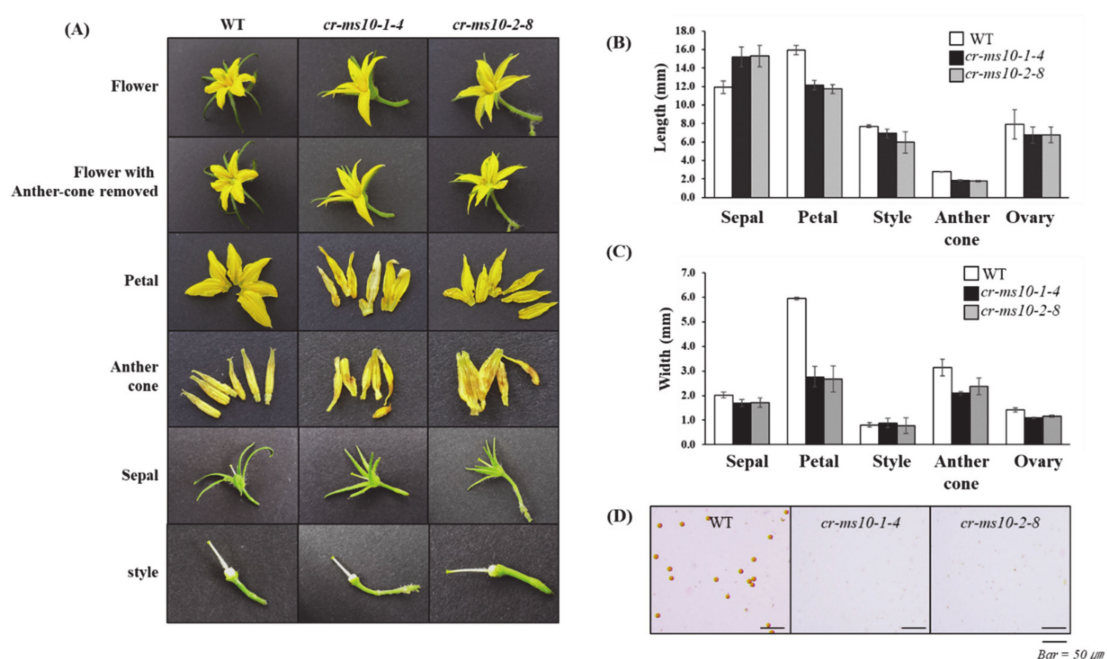 (A)
WT cr-ms10-1-4 cr-ms10-2-8
Flower
Flower with
Anther-cone removed
Petal
Anther
cone
Sepal
style
(B)
Length (mm)
18.0
16.0
14.0
12.0
10.0
8.0
6.0
4.0
2.0
0.0
WT
cr-ms10-1-4
cr-ms10-2-8
Sepal Petal Style Anther Ovary
cone
(C)
Width (mm)
7.0
6.0
5.0
4.0
3.0
2.0
1.0
0.0
WT
cr-ms10-1-4
cr-ms10-2-8
Sepal Petal Style Anther Ovary
cone
(D)
WT cr-ms10-1-4 cr-ms10-2-8
Bar = 50 ㎛